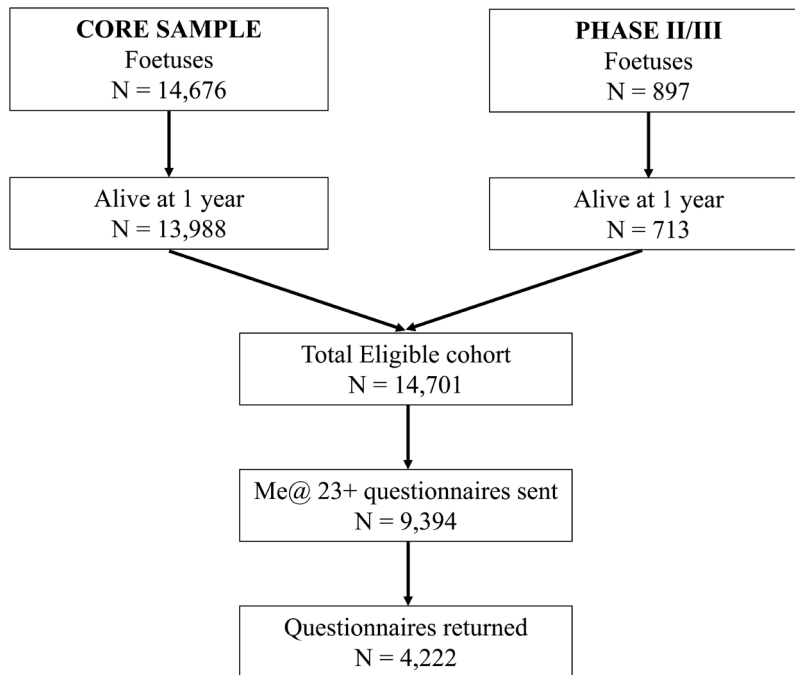 CORE SAMPLE
Foetuses
N = 14,676
PHASE II/III
Foetuses
N = 897
Alive at 1 year
N = 13,988
Alive at 1 year
N = 713
Total Eligible cohort
N = 14,701
Me@ 23+ questionnaires sent
N = 9,394
Questionnaires returned
N = 4,222